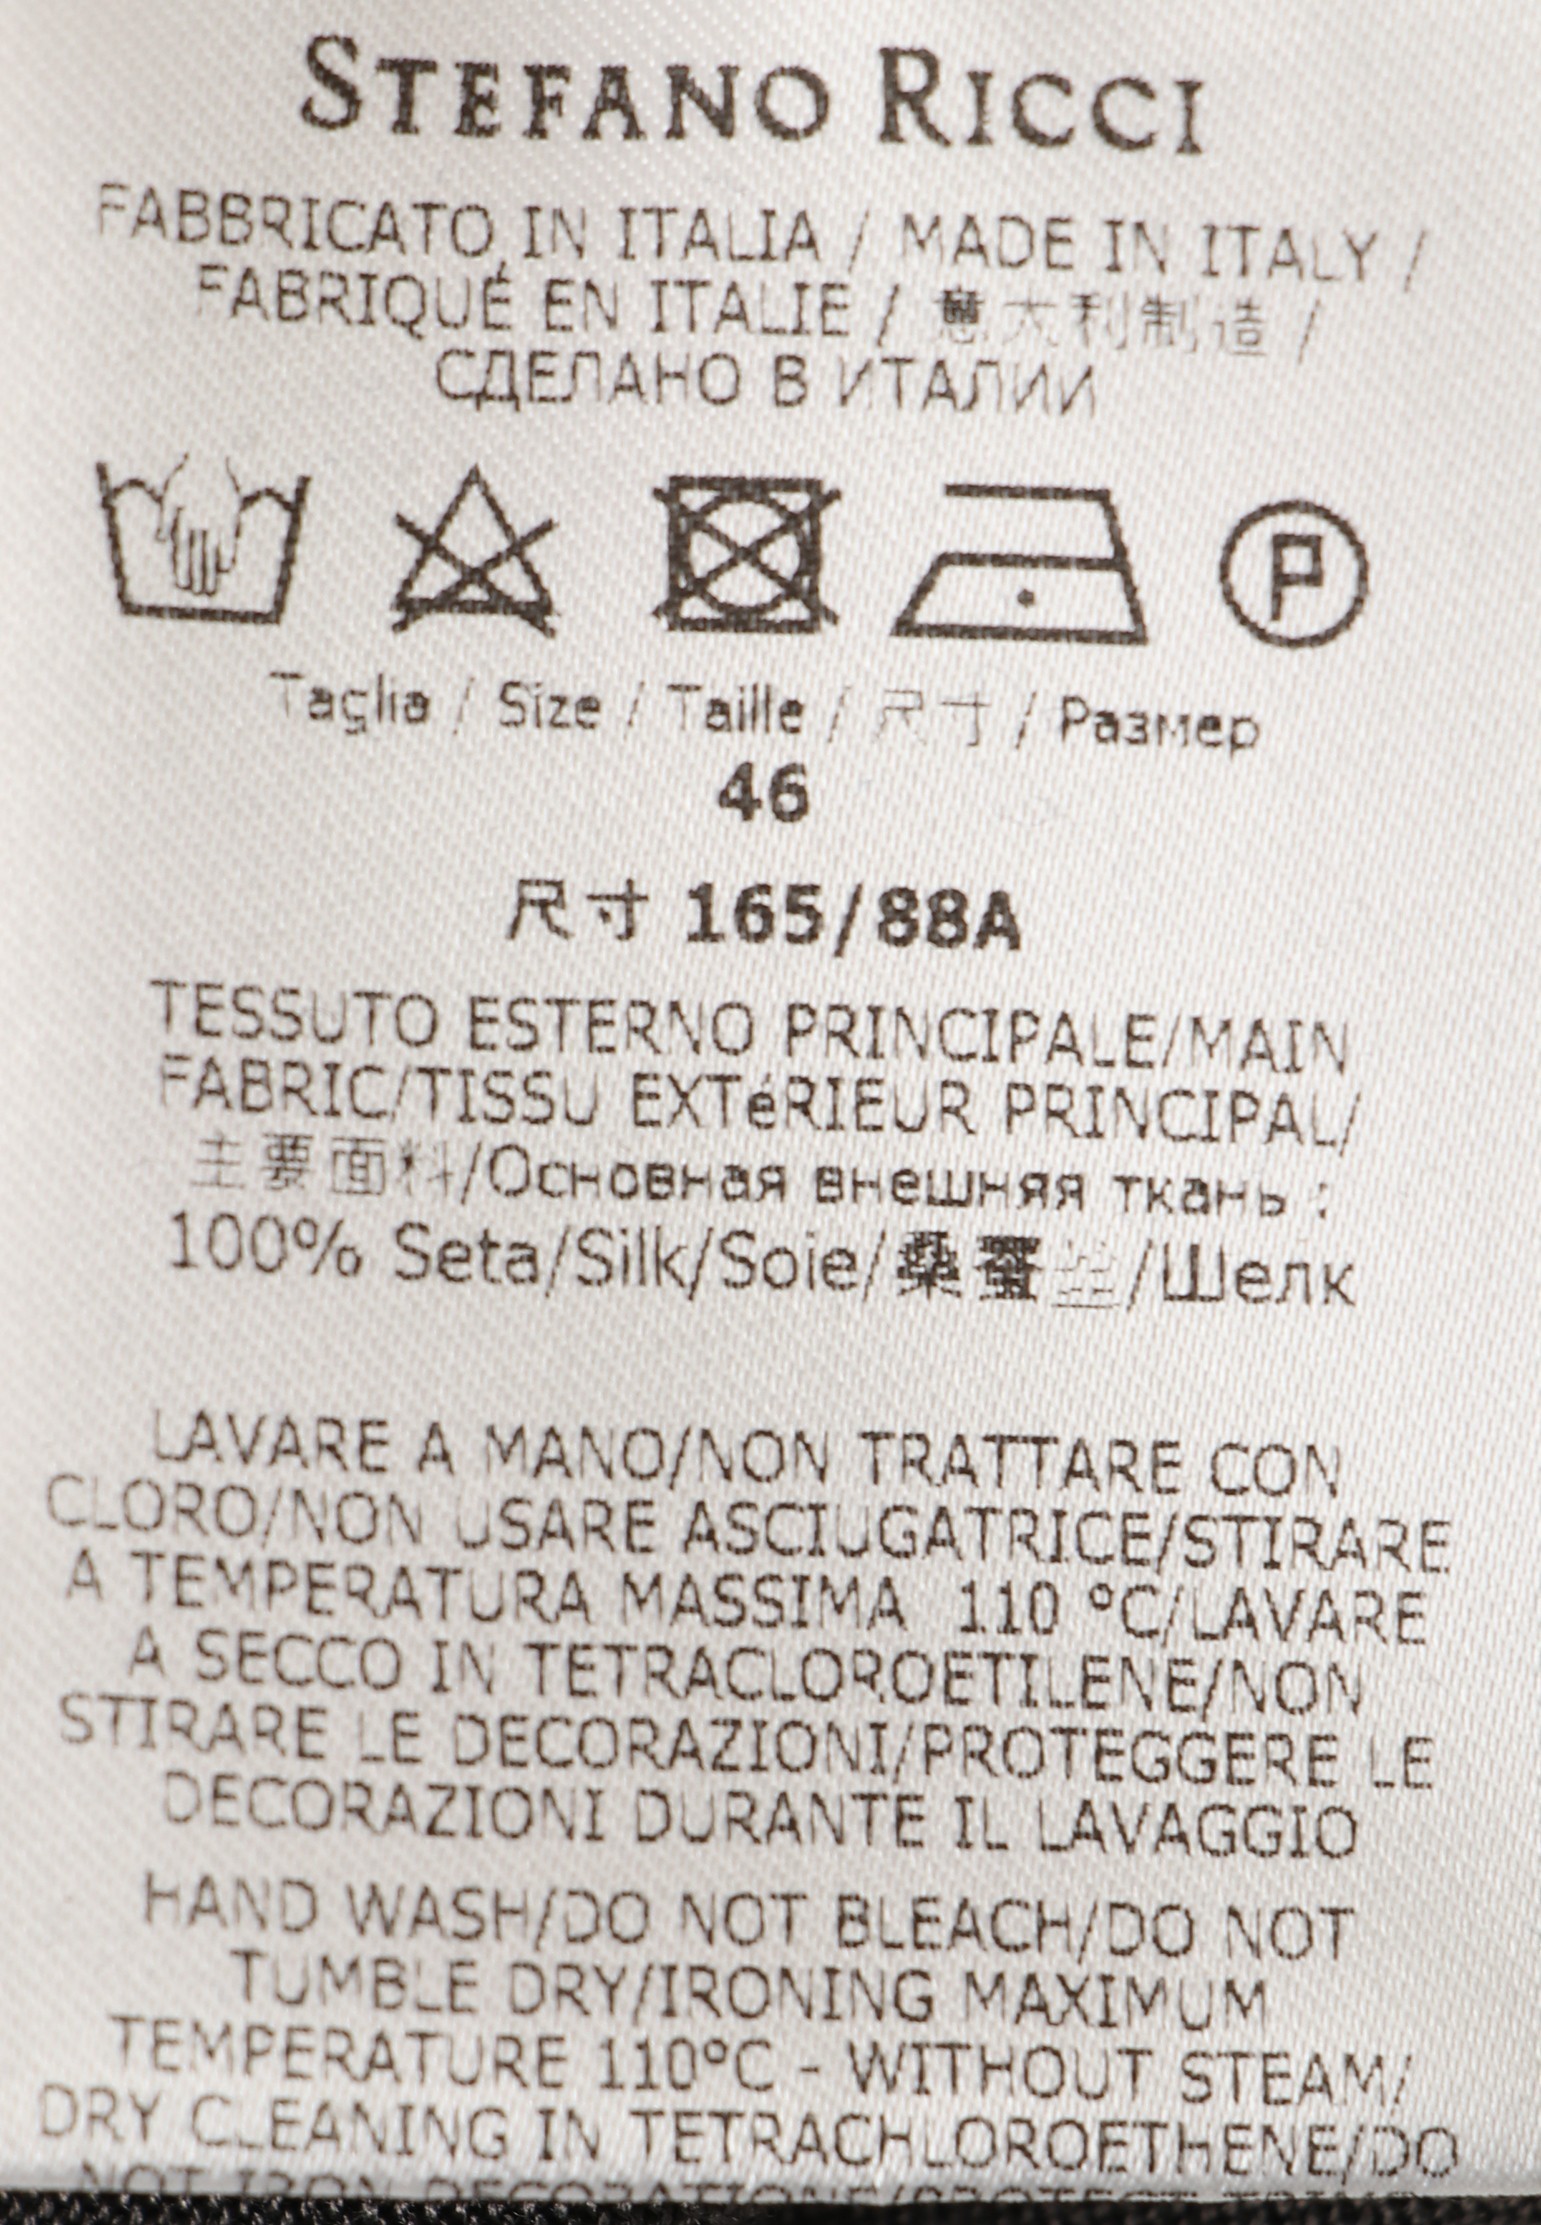 STEFANO RICCI
FABBRICATO IN ITALIA / MADE IN ITALY /
FABRIQUÉ EN ITALIE / 意大利制造 /
СДЕЛАНО В ИТАЛИИ
P
Taglia / Size / Taille / 尺寸 / Размер
46
尺寸 165/88A
TESSUTO ESTERNO PRINCIPALE/MAIN
FABRIC/TISSU EXTéRIEUR PRINCIPAL/
主要面料/Основная внешняя ткань :
100% Seta/Silk/Soie/桑蚕丝/Шелк
LAVARE A MANO/NON TRATTARE CON
CLORO/NON USARE ASCIUGATRICE/STIRARE
A TEMPERATURA MASSIMA 110 °C/LAVARE
A SECCO IN TETRACLOROETILENE/NON
STIRARE LE DECORAZIONI/PROTEGGERE LE
DECORAZIONI DURANTE IL LAVAGGIO
HAND WASH/DO NOT BLEACH/DO NOT
TUMBLE DRY/IRONING MAXIMUM
TEMPERATURE 110°C - WITHOUT STEAM/
DRY CLEANING IN TETRACHLOROETHENE/DO
NOT IRON DECORATIONS/PROTECT TRIMS